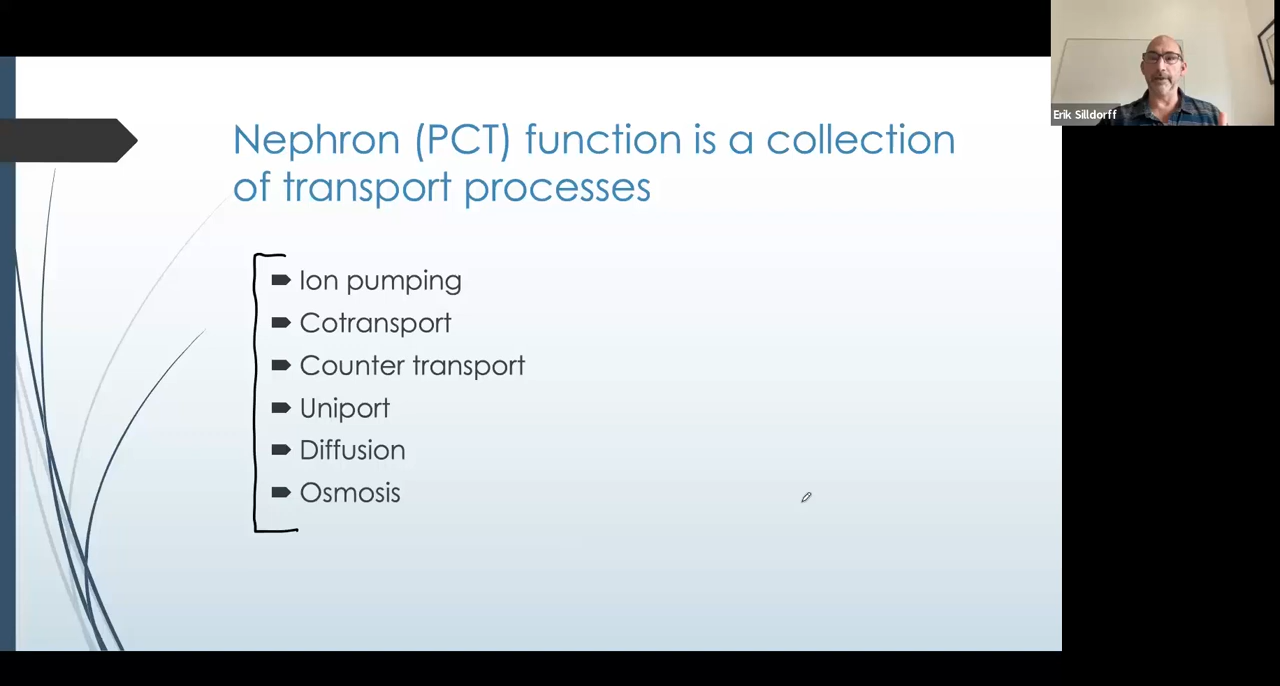 Erik Silldorff
Nephron (PCT) function is a collection
of transport processes
Ion pumping
Cotransport
Counter transport
Uniport
Diffusion
Osmosis